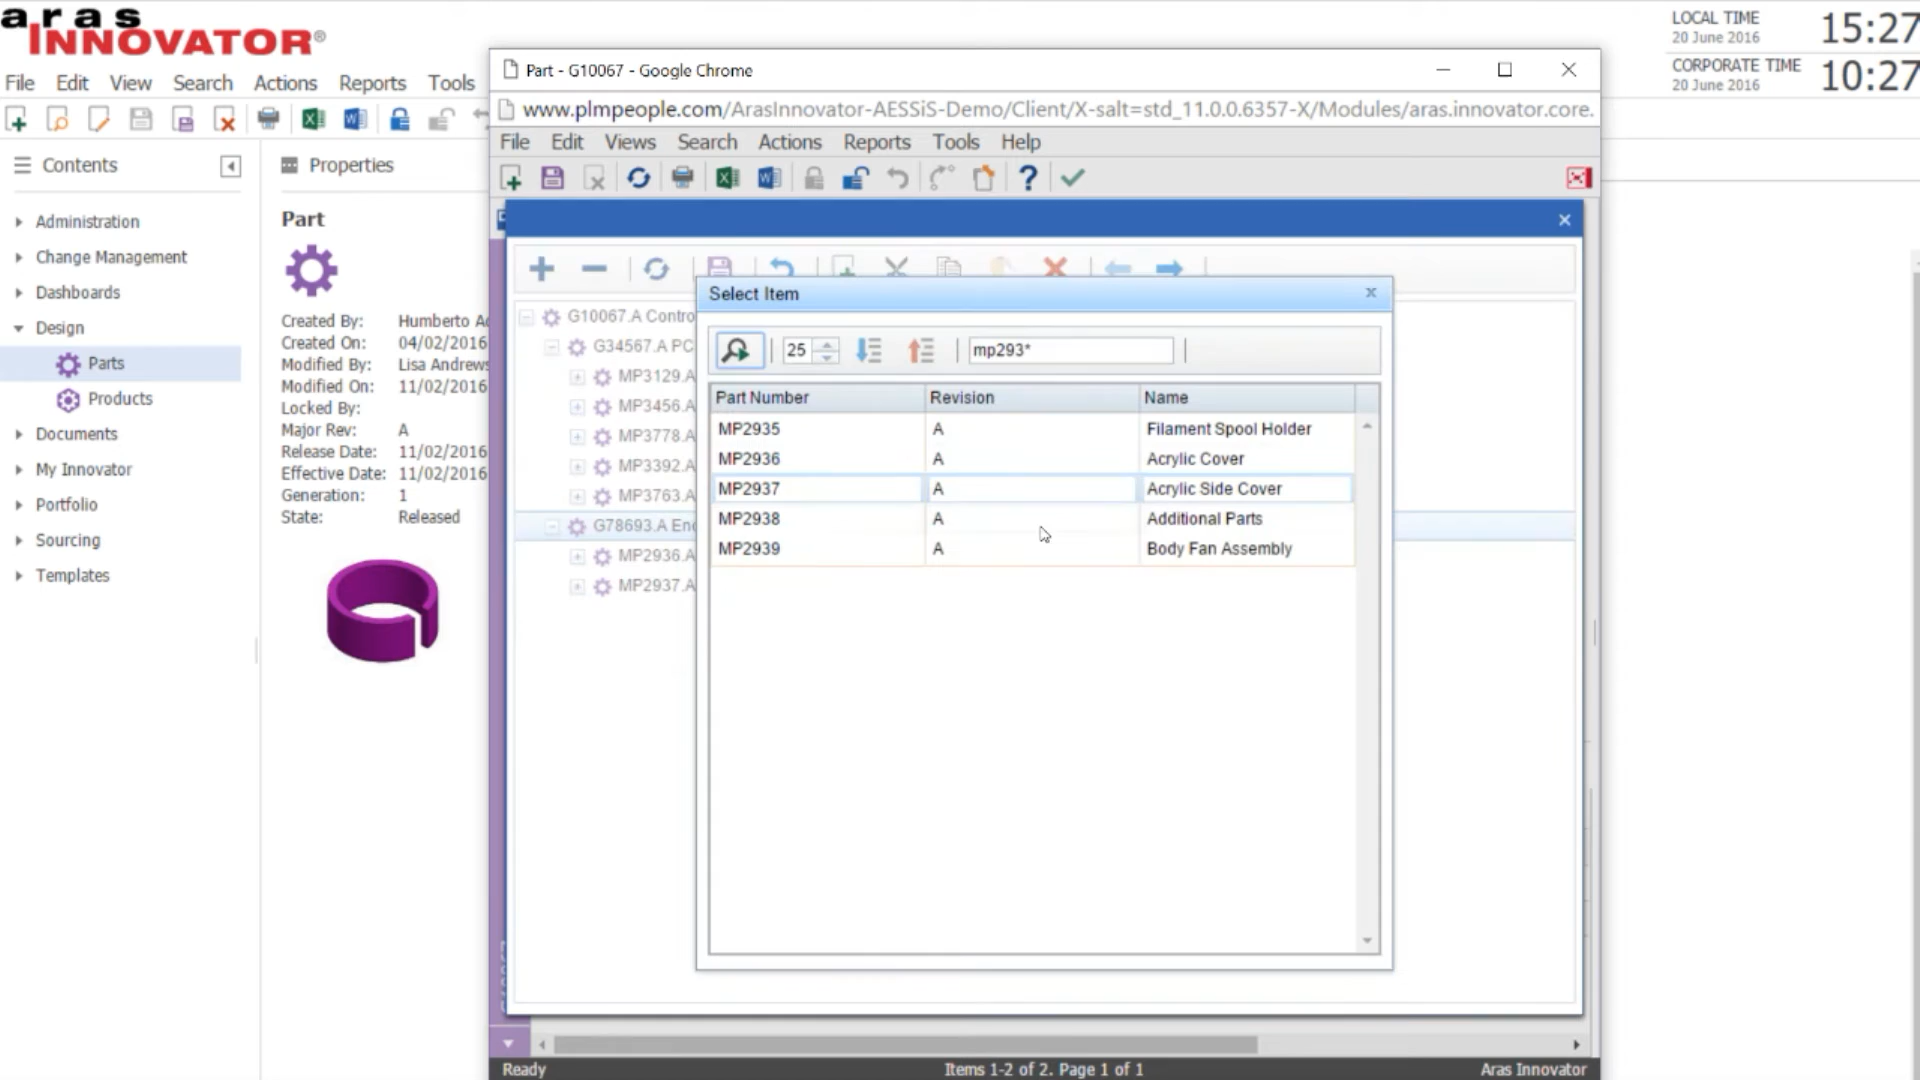 aras
INNOVATOR®
LOCAL TIME
20 June 2016
15:27
CORPORATE TIME
20 June 2016
10:27
File Edit View Search Actions Reports Tools
Contents
Administration
Change Management
Dashboards
Design
Parts
Products
Documents
My Innovator
Portfolio
Sourcing
Templates
Properties
Part
Created By: Humberto
Created On: 04/02/2016
Modified By: Lisa Andrews
Modified On: 11/02/2016
Locked By:
Major Rev: A
Release Date: 11/02/2016
Effective Date: 11/02/2016
Generation: 1
State: Released
Part - G10067 - Google Chrome
www.plmpeople.com/ArasInnovator-AESSiS-Demo/Client/X-salt=std_11.0.0.6357-X/Modules/aras.innovator.core.
File Edit Views Search Actions Reports Tools Help
G10067.A Contro
G34567.A PC
MP3129.A
MP3456.A
MP3778.A
MP3392.A
MP3763.A
G78693.A Enc
MP2936.A
MP2937.A
Select Item
25
mp293*
Part Number Revision Name
MP2935 A Filament Spool Holder
MP2936 A Acrylic Cover
MP2937 A Acrylic Side Cover
MP2938 A Additional Parts
MP2939 A Body Fan Assembly
Ready Items 1-2 of 2. Page 1 of 1 Aras Innovator